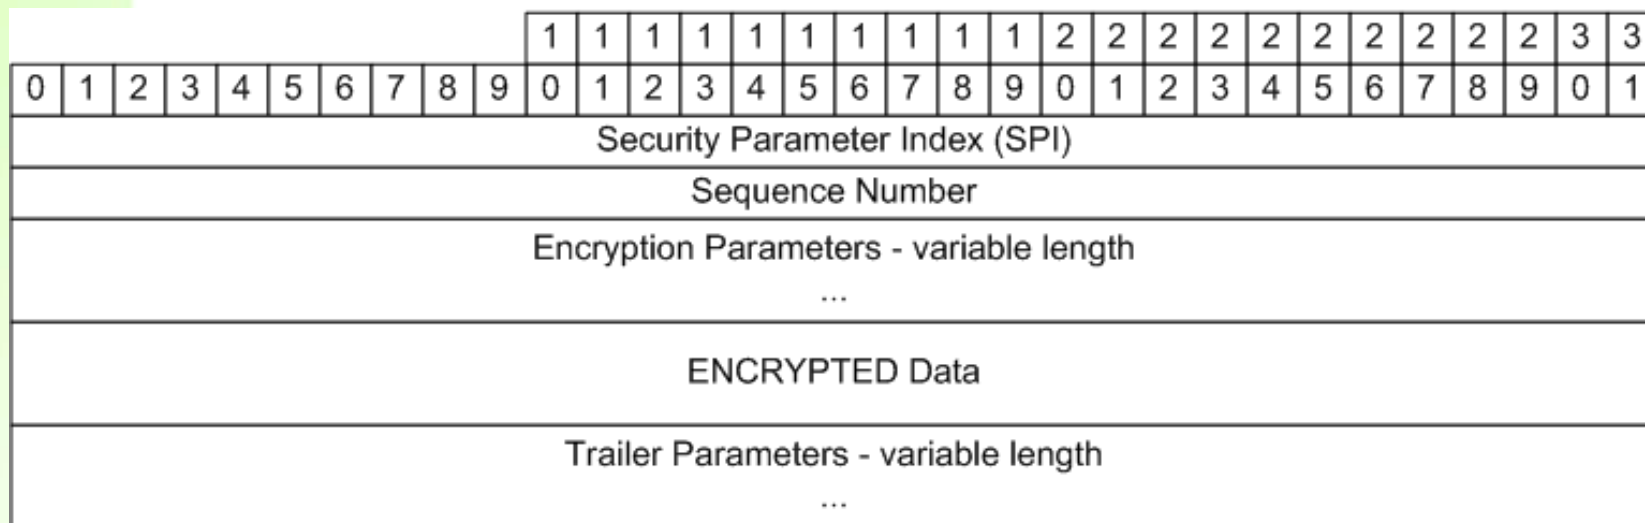 1 1 1 1 1 1 1 1 1 1 2 2 2 2 2 2 2 2 2 2 3 3
0 1 2 3 4 5 6 7 8 9 0 1 2 3 4 5 6 7 8 9 0 1 2 3 4 5 6 7 8 9 0 1
Security Parameter Index (SPI)
Sequence Number
Encryption Parameters - variable length
...
ENCRYPTED Data
Trailer Parameters - variable length
...